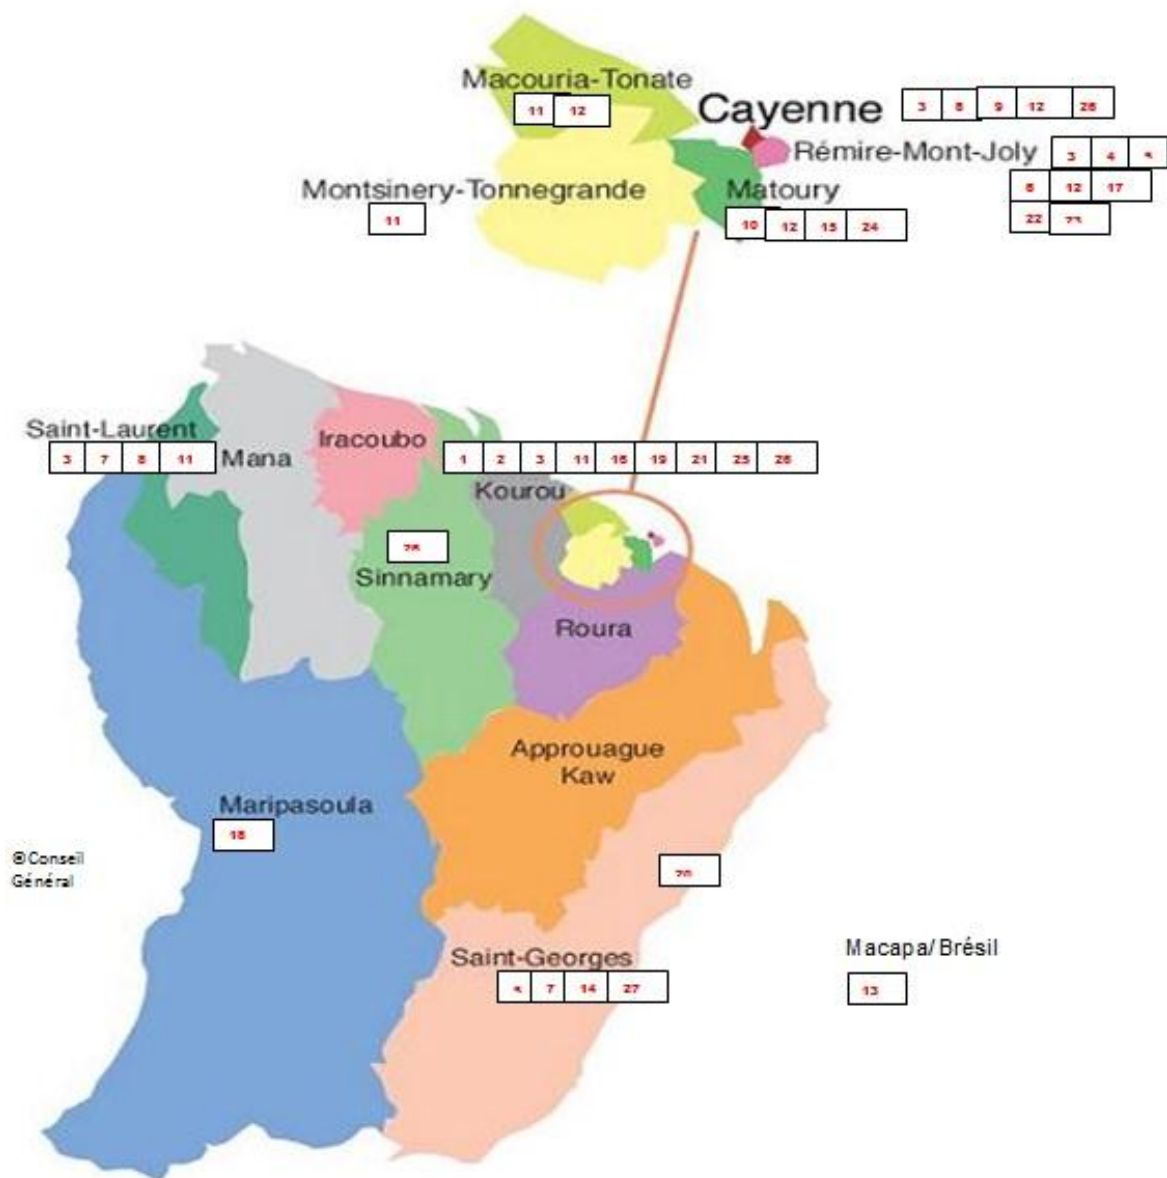 Macouria-Tonate
11 12
Cayenne 3 8 9 12 26
Rémire-Mont-Joly 3 4
12 17
22
Montsinery-Tonnegrande
11
Matoury
10 12 15 24
Saint-Laurent
3 7 8 11
Mana
Iracoubo
1 2 3 11 16 19 21 25 26
Kourou
Sinnamary
Roura
Approuague
Kaw
Maripasoula
18
©Conseil
Général
Saint-Georges
7 14 27
Macapa/Brésil
13